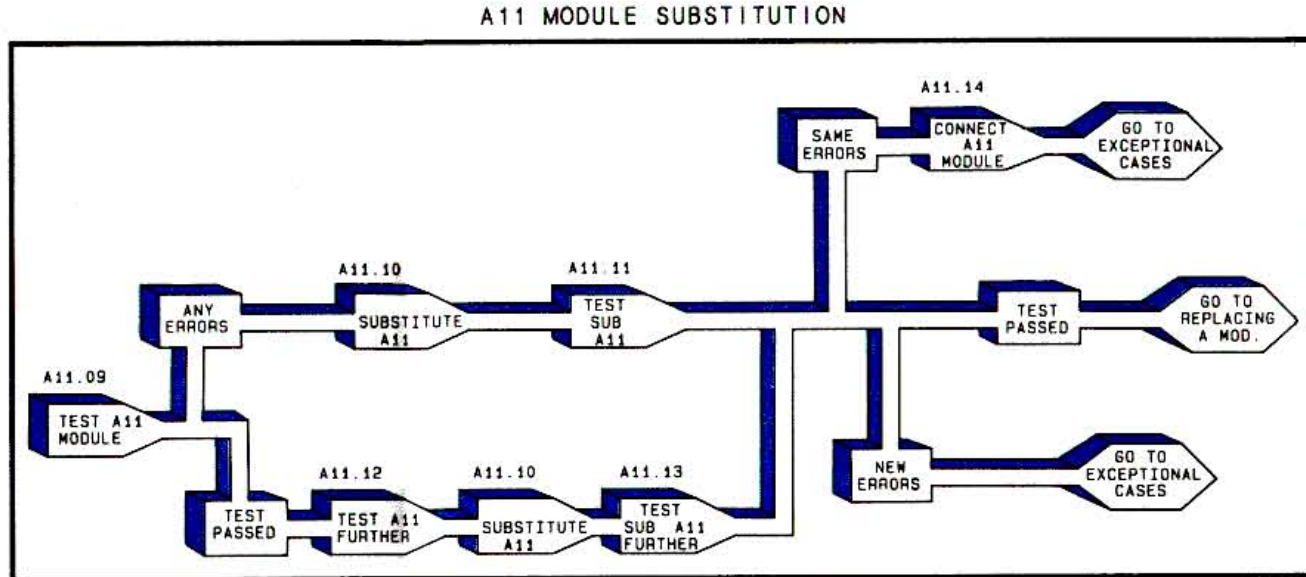 A11 MODULE SUBSTITUTION
A11.14
SAME
ERRORS
CONNECT
A11
MODULE
GO TO
EXCEPTIONAL
CASES
A11.10
A11.11
ANY
ERRORS
SUBSTITUTE
A11
TEST
SUB
A11
TEST
PASSED
GO TO
REPLACING
A MOD.
A11.09
TEST A11
MODULE
NEW
ERRORS
GO TO
EXCEPTIONAL
CASES
A11.12
A11.10
A11.13
TEST
PASSED
TEST A11
FURTHER
SUBSTITUTE
A11
TEST
SUB A11
FURTHER